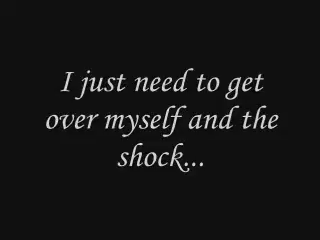 I just need to get
over myself and the
shock...